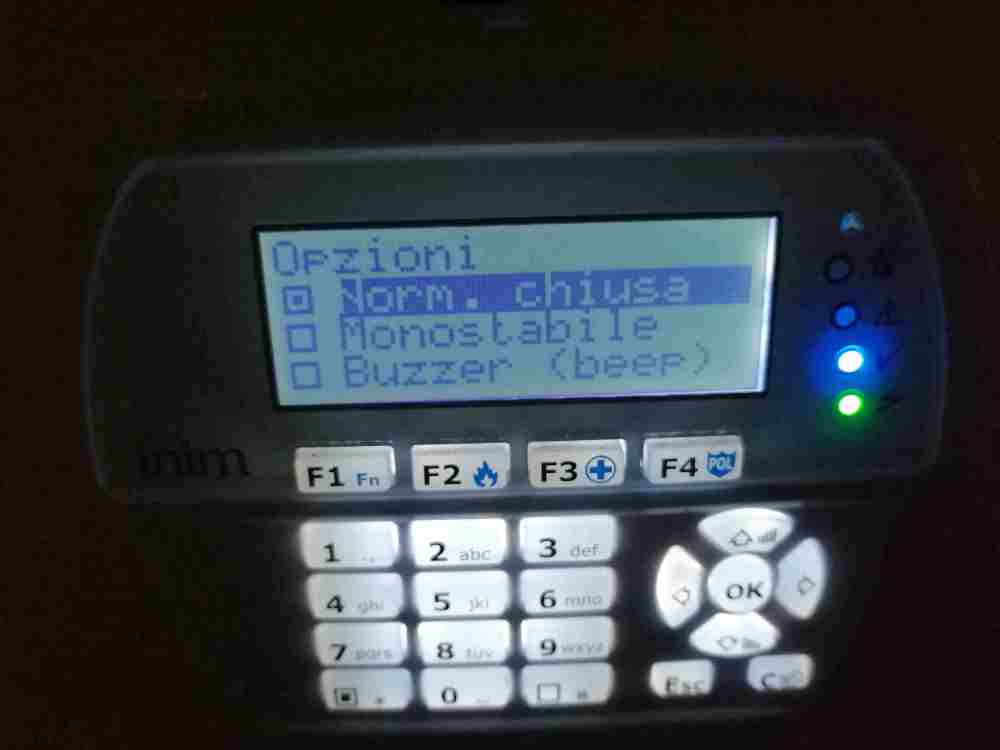 Opzioni
Norm. chiusa
Monostabile
Buzzer (beep)
inim
F1 Fn
F2
F3
F4 POL
1 .,
2 abc
3 def
4 ghi
5 jkl
6 mno
7 pqrs
8 tuv
9 wxyz
OK
0 _
Esc
C